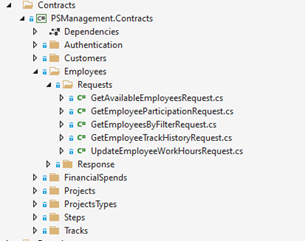 Contracts
PSManagement.Contracts
Dependencies
Authentication
Customers
Employees
Requests
GetAvailableEmployeesRequest.cs
GetEmployeeParticipationRequest.cs
GetEmployeesByFilterRequest.cs
GetEmployeeTrackHistoryRequest.cs
UpdateEmployeeWorkHoursRequest.cs
Response
FinancialSpends
Projects
ProjectsTypes
Steps
Tracks